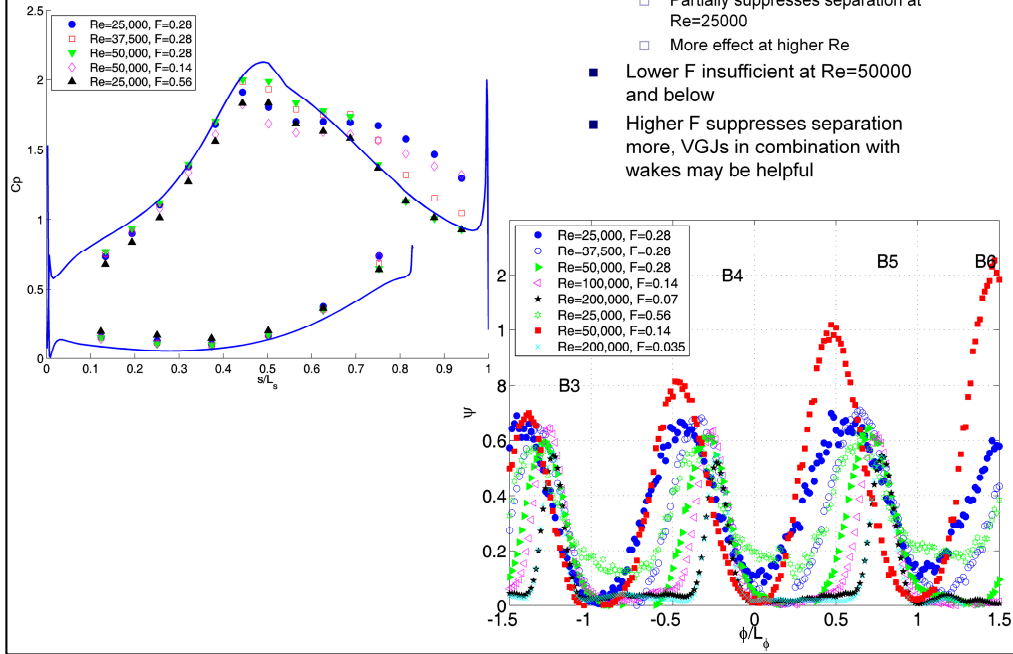 Partially suppresses separation at
Re=25000
More effect at higher Re
Lower F insufficient at Re=50000
and below
Higher F suppresses separation
more, VGJs in combination with
wakes may be helpful
2.5
2
1.5
1
0.5
0
Cp
Re=25,000, F=0.28
Re=37,500, F=0.28
Re=50,000, F=0.28
Re=50,000, F=0.14
Re=25,000, F=0.56
0
0.1
0.2
0.3
0.4
0.5
0.6
0.7
0.8
0.9
1
s/Ls
Re=25,000, F=0.28
Re=37,500, F=0.28
Re=50,000, F=0.28
Re=100,000, F=0.14
Re=200,000, F=0.07
Re=25,000, F=0.56
Re=50,000, F=0.14
Re=200,000, F=0.035
B3
B4
B5
B6
2
1
8
0.6
0.4
0.2
0
ψ
-1.5
-1
-0.5
0
0.5
1
1.5
ϕ/Lϕ